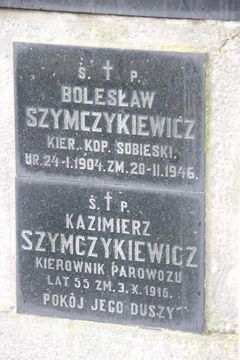 Ś † P.
BOLESŁAW
SZYMCZYKIEWICZ
KIER. KOP. SOBIESKI.
UR. 24-I-1904. ZM. 20-II-1946.
Ś † P.
KAZIMIERZ
SZYMCZYKIEWICZ
KIEROWNIK PAROWOZU
LAT 55 ZM. 3. X. 1916.
POKÓJ JEGO DUSZY